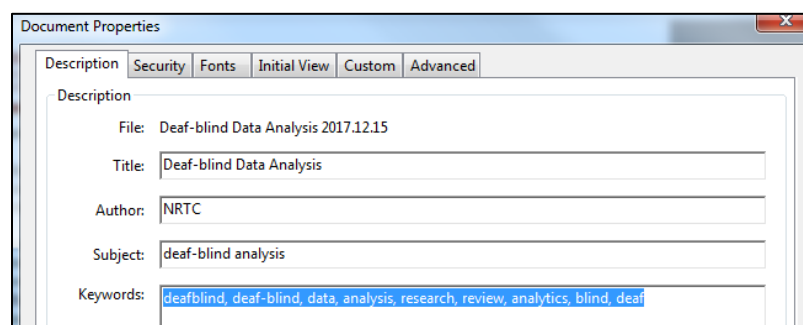 Document Properties
Description Security Fonts Initial View Custom Advanced
Description
File: Deaf-blind Data Analysis 2017.12.15
Title: Deaf-blind Data Analysis
Author: NRTC
Subject: deaf-blind analysis
Keywords: deafblind, deaf-blind, data, analysis, research, review, analytics, blind, deaf